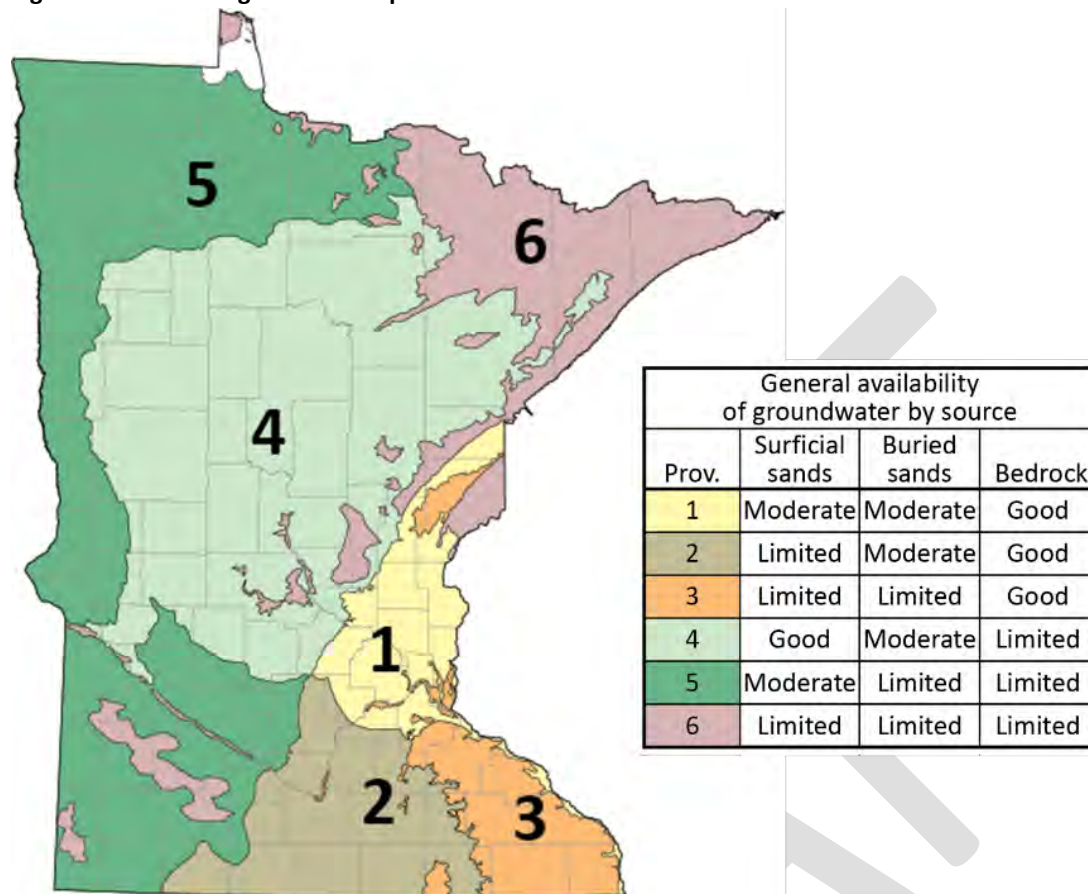 5
6
4
1
2
3
General availability
of groundwater by source
Prov. Surficial sands Buried sands Bedrock
1 Moderate Moderate Good
2 Limited Moderate Good
3 Limited Limited Good
4 Good Moderate Limited
5 Moderate Limited Limited
6 Limited Limited Limited